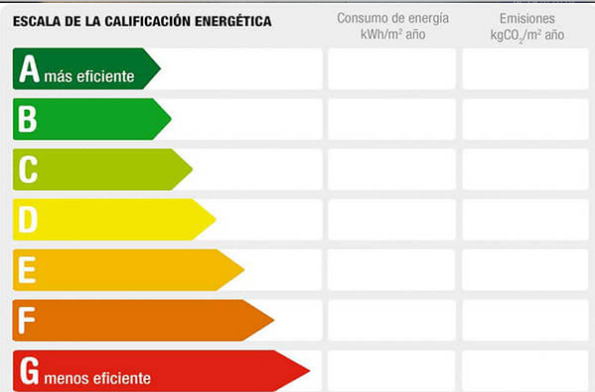 ESCALA DE LA CALIFICACIÓN ENERGÉTICA
Consumo de energía
kWh/m² año
Emisiones
kgCO₂/m² año
A más eficiente
B
C
D
E
F
G menos eficiente